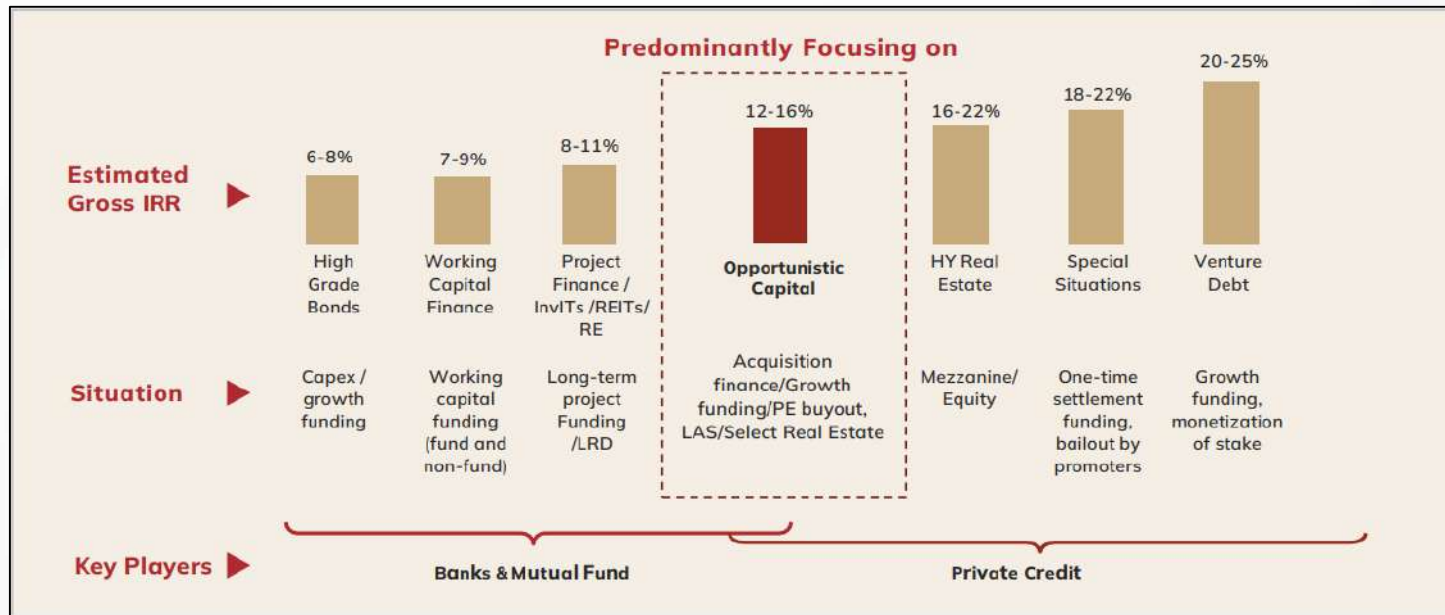 Predominantly Focusing on
Estimated
Gross IRR
6-8%
7-9%
8-11%
12-16%
16-22%
18-22%
20-25%
High
Grade
Bonds
Working
Capital
Finance
Project
Finance /
InvITs /REITs/
RE
Opportunistic
Capital
HY Real
Estate
Special
Situations
Venture
Debt
Situation
Capex /
growth
funding
Working
capital
funding
(fund and
non-fund)
Long-term
project
Funding
/LRD
Acquisition
finance/Growth
funding/PE buyout,
LAS/Select Real Estate
Mezzanine/
Equity
One-time
settlement
funding,
bailout by
promoters
Growth
funding,
monetization
of stake
Key Players
Banks & Mutual Fund
Private Credit